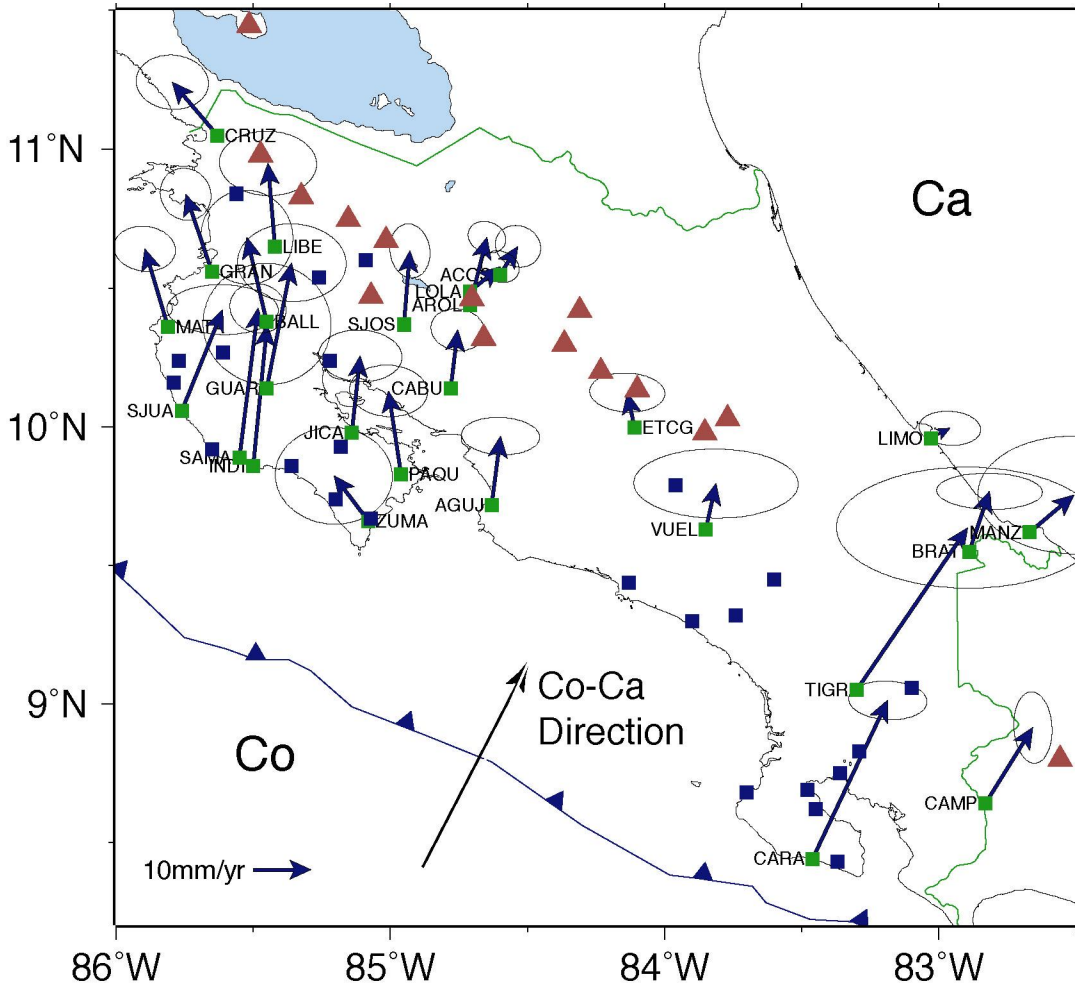 11°N
10°N
9°N
86°W
85°W
84°W
83°W
CRUZ
Ca
LIBE
GRAN
ACOS
LOLA
AROL
MAT
BALL
SJOS
GUAR
CABU
SJUA
JICA
ETCG
LIMO
SAMA
INDI
PAQU
AGUJ
ZUMA
VUEL
MANZ
BRAT
TIGR
Co-Ca
Direction
Co
CAMP
CARA
10mm/yr